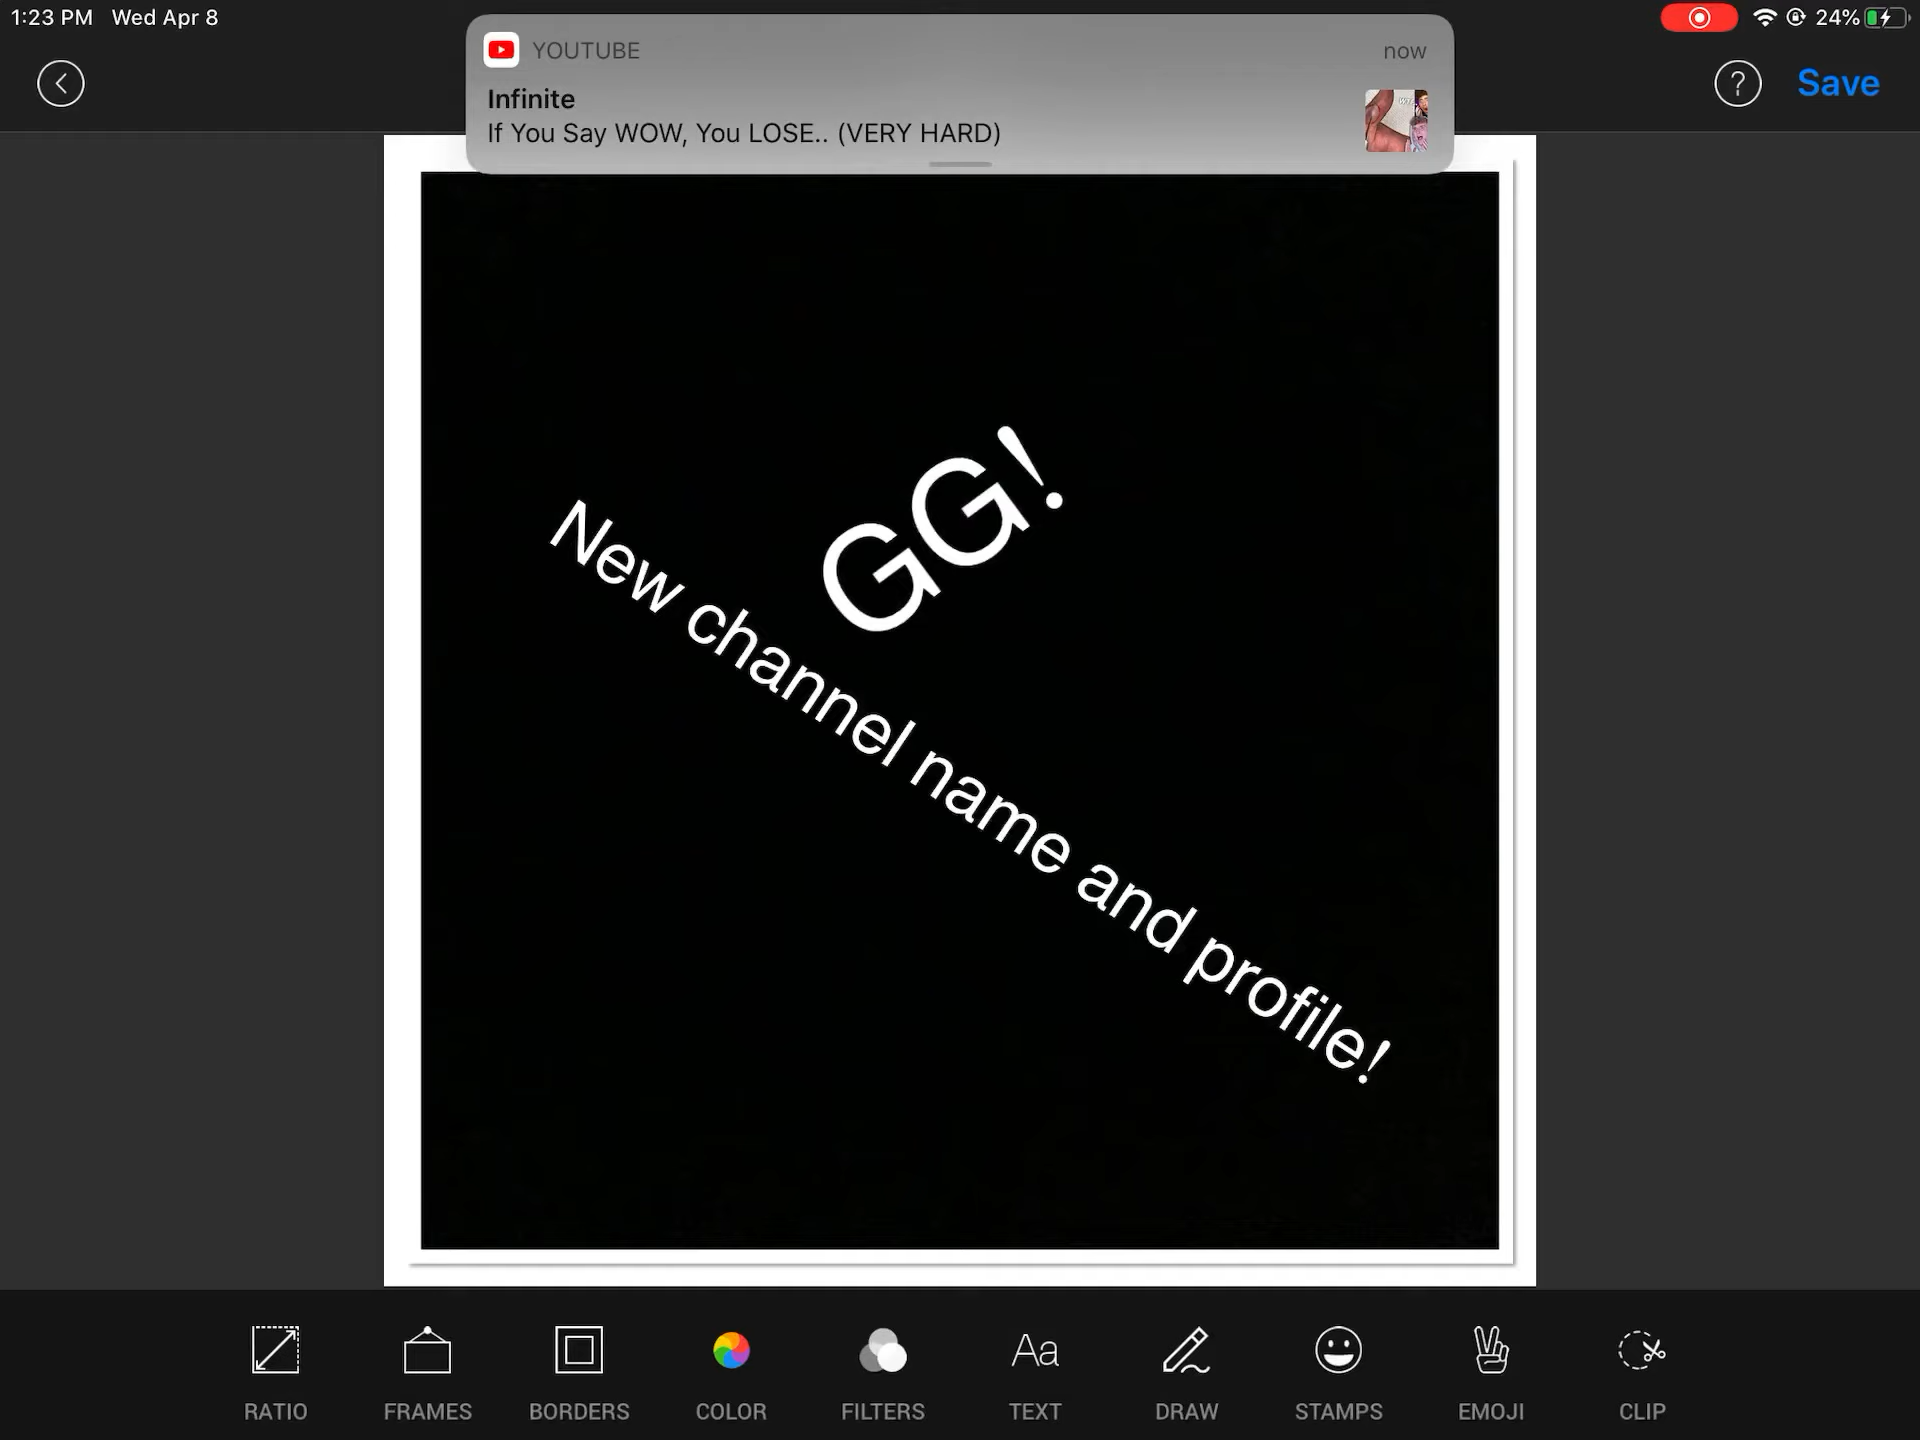 1:23 PM Wed Apr 8
24%
YOUTUBE
now
Infinite
If You Say WOW, You LOSE.. (VERY HARD)
?
Save
GG!
New channel name and profile!
Aa
RATIO
FRAMES
BORDERS
COLOR
FILTERS
TEXT
DRAW
STAMPS
EMOJI
CLIP